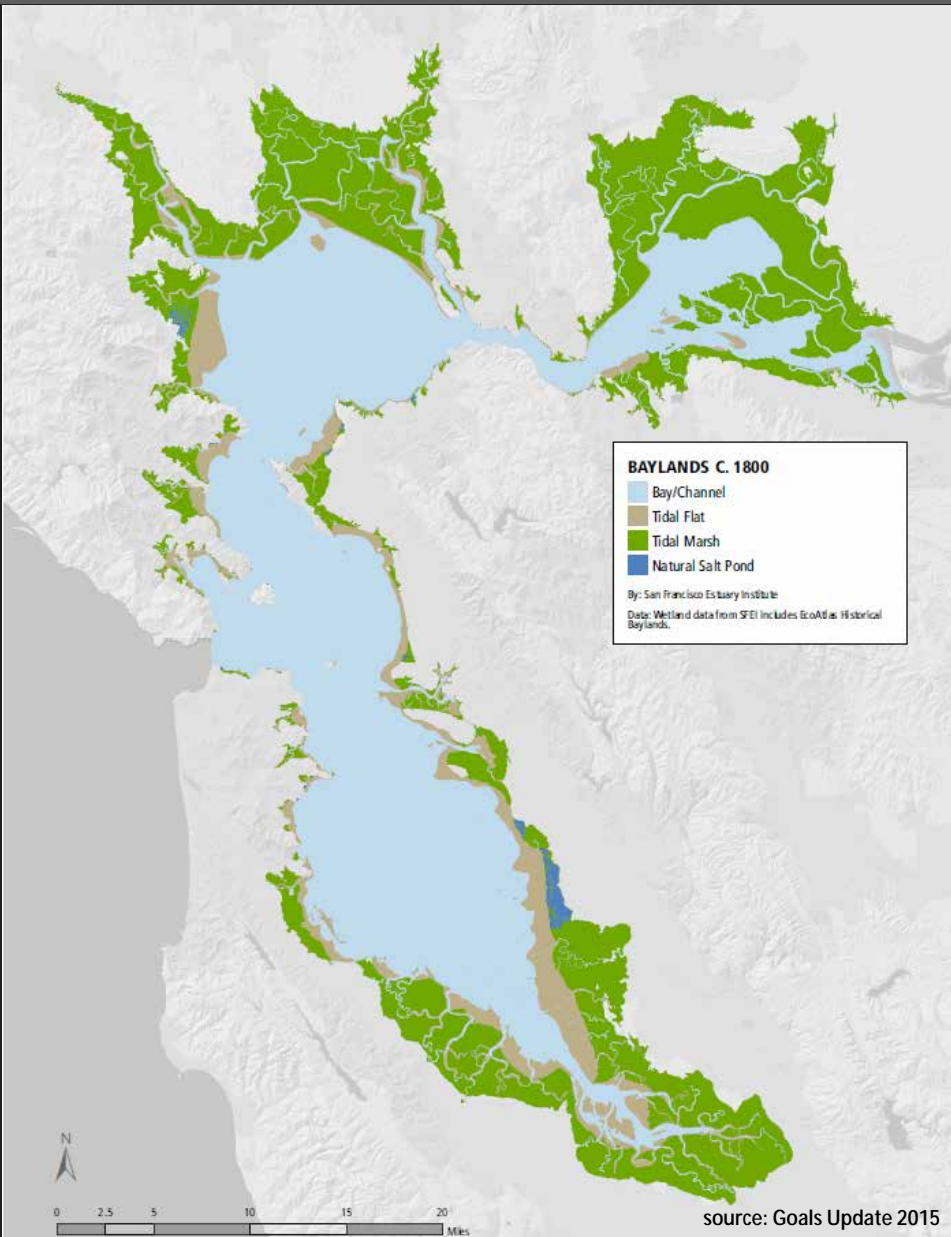 BAYLANDS C. 1800
Bay/Channel
Tidal Flat
Tidal Marsh
Natural Salt Pond
By: San Francisco Estuary Institute
Data: Wetland data from SFEI includes EcoAtlas Historical
Baylands.
N
0 2.5 5 10 15 20
Miles
source: Goals Update 2015